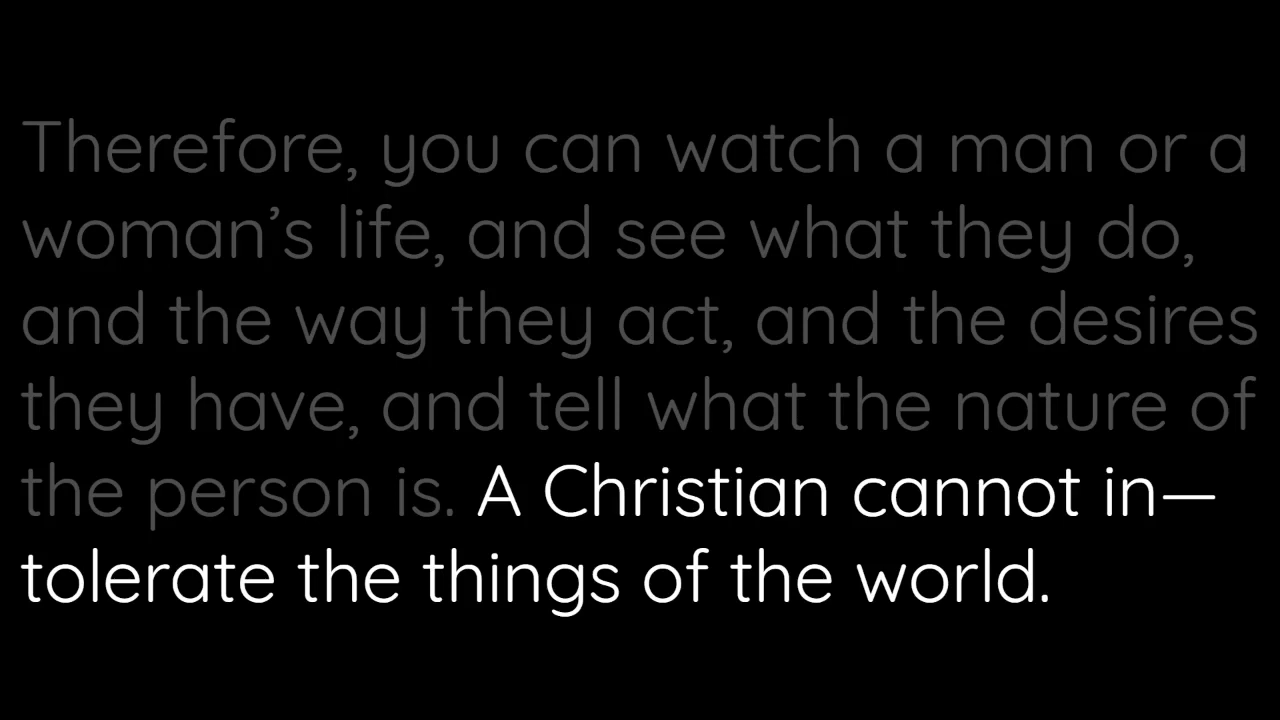 Therefore, you can watch a man or a
woman’s life, and see what they do,
and the way they act, and the desires
they have, and tell what the nature of
the person is. A Christian cannot in—
tolerate the things of the world.